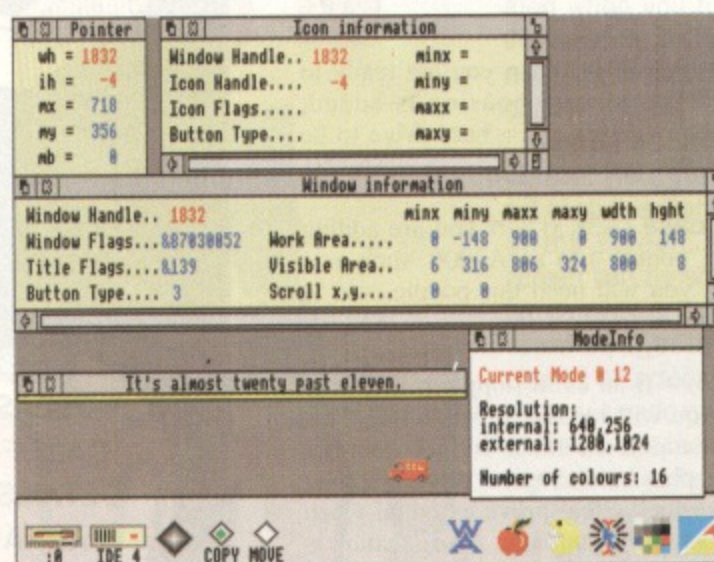 Pointer
wh = 1832
ih = -4
mx = 718
my = 356
mb = 0
Icon information
Window Handle.. 1832 minx =
Icon Handle.... -4 miny =
Icon Flags..... maxx =
Button Type.... maxy =
Window information
Window Handle.. 1832 minx miny maxx maxy wdth hght
Window Flags...&87030052 Work Area..... 0 -148 900 0 900 148
Title Flags...&139 Visible Area.. 6 316 806 324 800 8
Button Type.... 3 Scroll x,y.... 0 0
ModeInfo
Current Mode 0 12
Resolution:
internal: 640,256
external: 1280,1024
Number of colours: 16
It's almost twenty past eleven.
:0 IDE 4 COPY MOVE